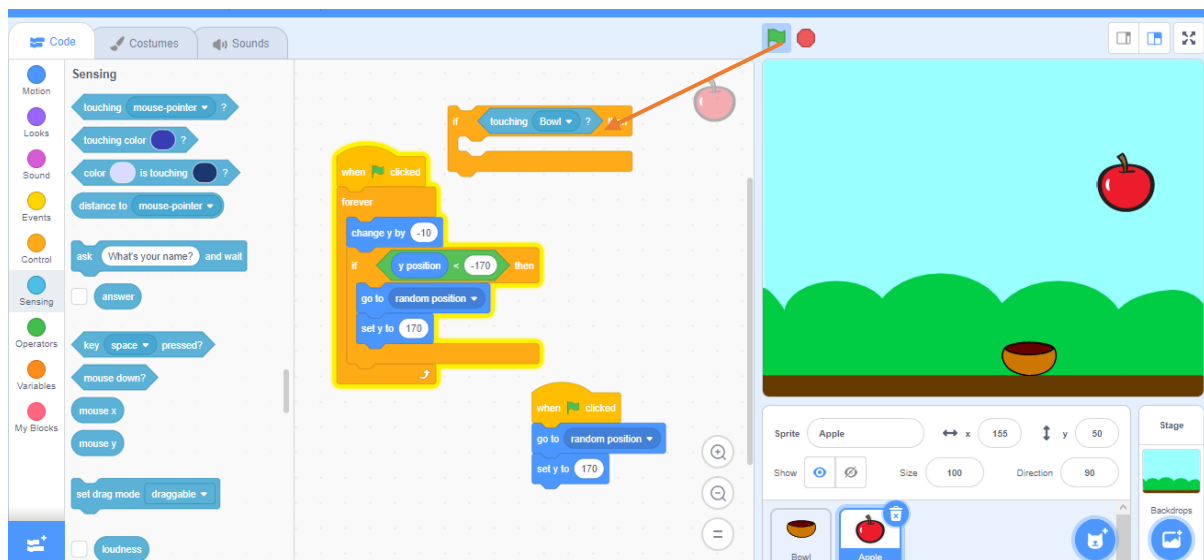 Code
Costumes
Sounds
Motion
Looks
Sound
Events
Control
Sensing
Operators
Variables
My Blocks
Sensing
touching mouse-pointer ?
touching color ?
color is touching ?
distance to mouse-pointer
ask What's your name? and wait
answer
key space pressed?
mouse down?
mouse x
mouse y
set drag mode draggable
loudness
if touching Bowl ? then
when clicked
forever
change y by -10
if y position < -170 then
go to random position
set y to 170
when clicked
go to random position
set y to 170
Sprite Apple x 155 y 50
Show Size 100 Direction 90
Bowl
Apple
Stage
Backdrops